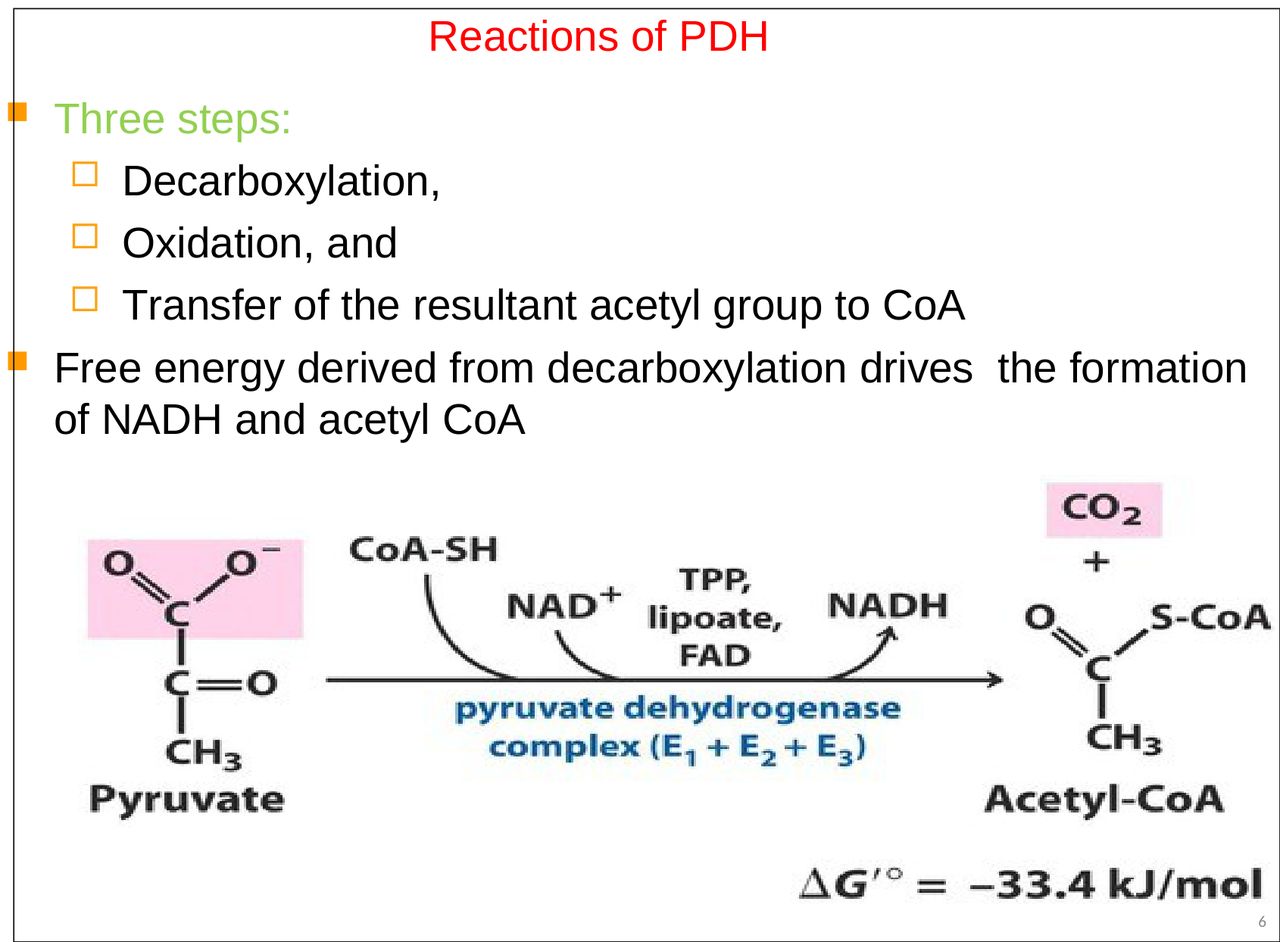 Reactions of PDH
Three steps:
Decarboxylation,
Oxidation, and
Transfer of the resultant acetyl group to CoA
Free energy derived from decarboxylation drives  the formation
of NADH and acetyl CoA
CO₂
+
O O⁻
C
C=O
CH₃
Pyruvate
CoA-SH
NAD⁺
TPP,
lipoate,
FAD
NADH
pyruvate dehydrogenase
complex (E₁ + E₂ + E₃)
O S-CoA
C
CH₃
Acetyl-CoA
ΔG′° = –33.4 kJ/mol
6